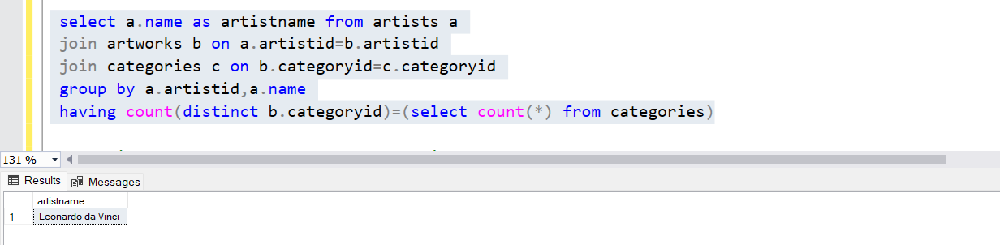 select a.name as artistname from artists a
join artworks b on a.artistid=b.artistid
join categories c on b.categoryid=c.categoryid
group by a.artistid,a.name
having count(distinct b.categoryid)=(select count(*) from categories)
131 %
Results Messages
artistname
1 Leonardo da Vinci